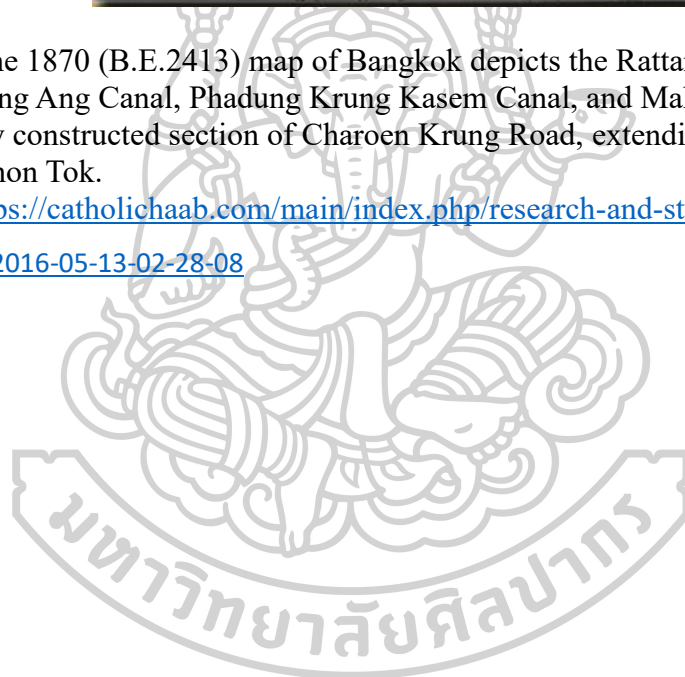 ne 1870 (B.E.2413) map of Bangkok depicts the Rattan
ng Ang Canal, Phadung Krung Kasem Canal, and Mah
y constructed section of Charoen Krung Road, extendi
non Tok.
ps://catholichaab.com/main/index.php/research-and-st
2016-05-13-02-28-08
มหาวิทยาลัยศิลปากร